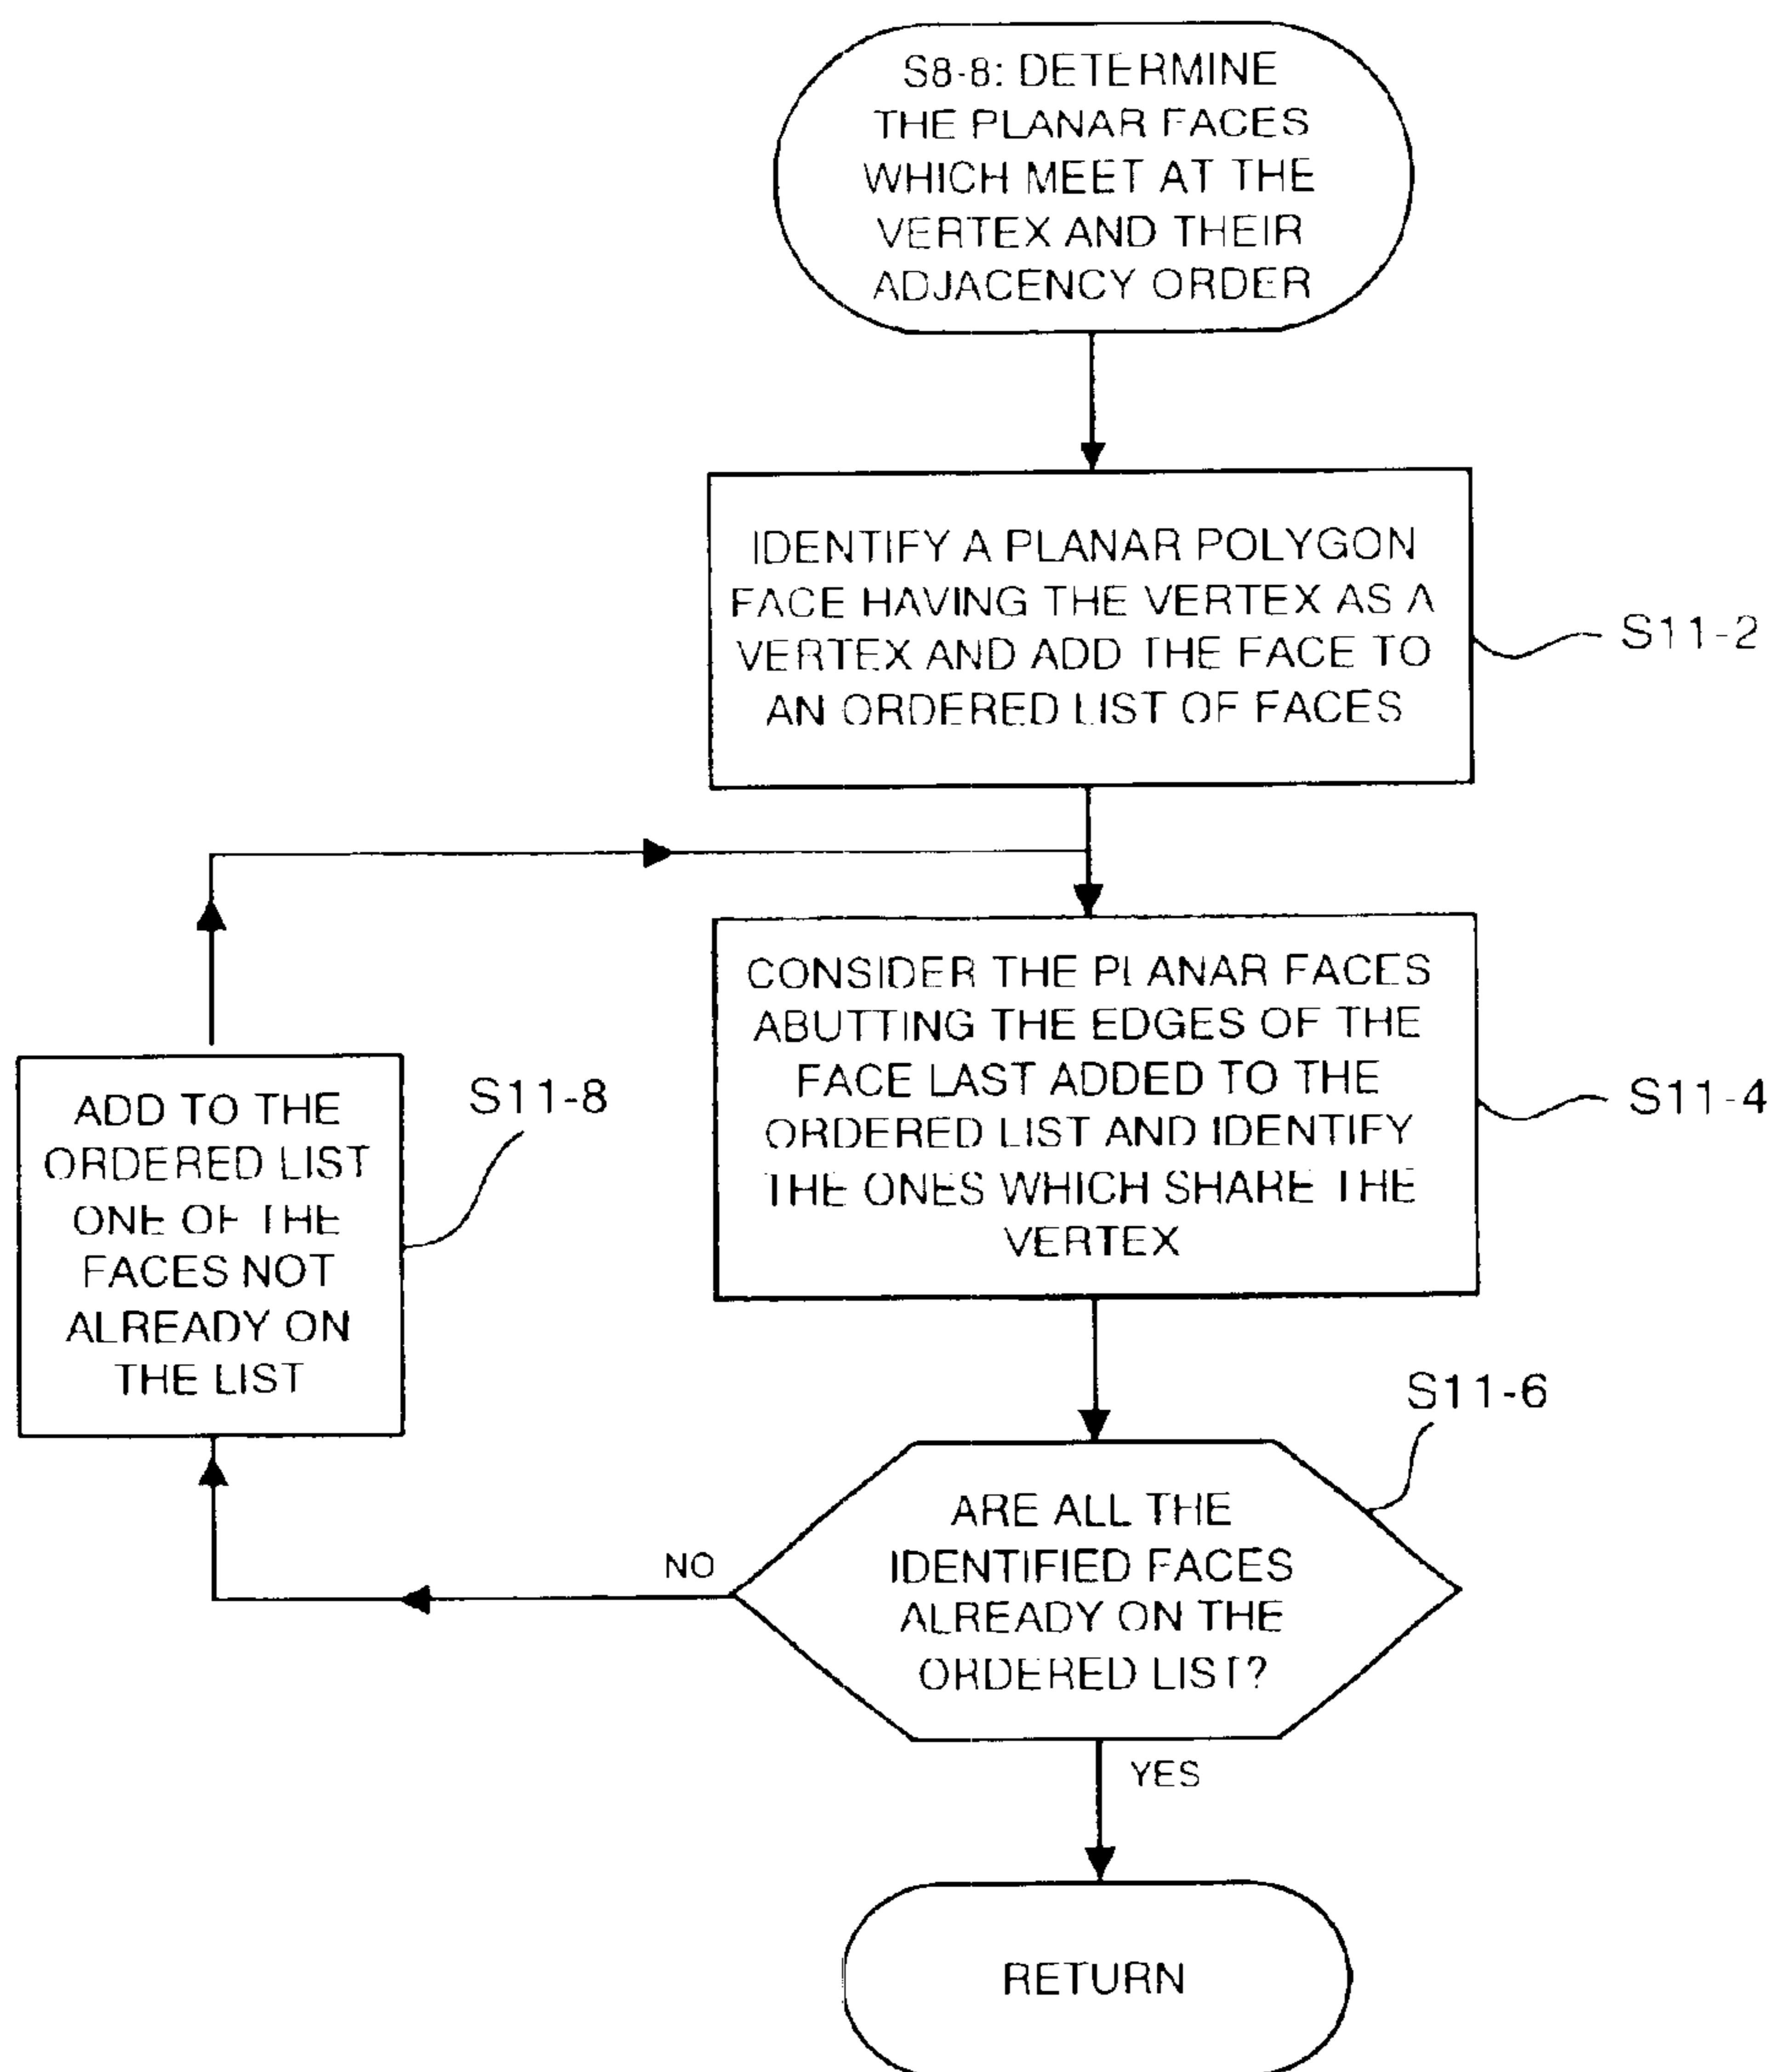 S8-8: DETERMINE
THE PLANAR FACES
WHICH MEET AT THE
VERTEX AND THEIR
ADJACENCY ORDER
IDENTIFY A PLANAR POLYGON
FACE HAVING THE VERTEX AS A
VERTEX AND ADD THE FACE TO
AN ORDERED LIST OF FACES
S11-2
CONSIDER THE PLANAR FACES
ABUTTING THE EDGES OF THE
FACE LAST ADDED TO THE
ORDERED LIST AND IDENTIFY
THE ONES WHICH SHARE THE
VERTEX
S11-4
ADD TO THE
ORDERED LIST
ONE OF THE
FACES NOT
ALREADY ON
THE LIST
S11-8
ARE ALL THE
IDENTIFIED FACES
ALREADY ON THE
ORDERED LIST?
S11-6
NO
YES
RETURN